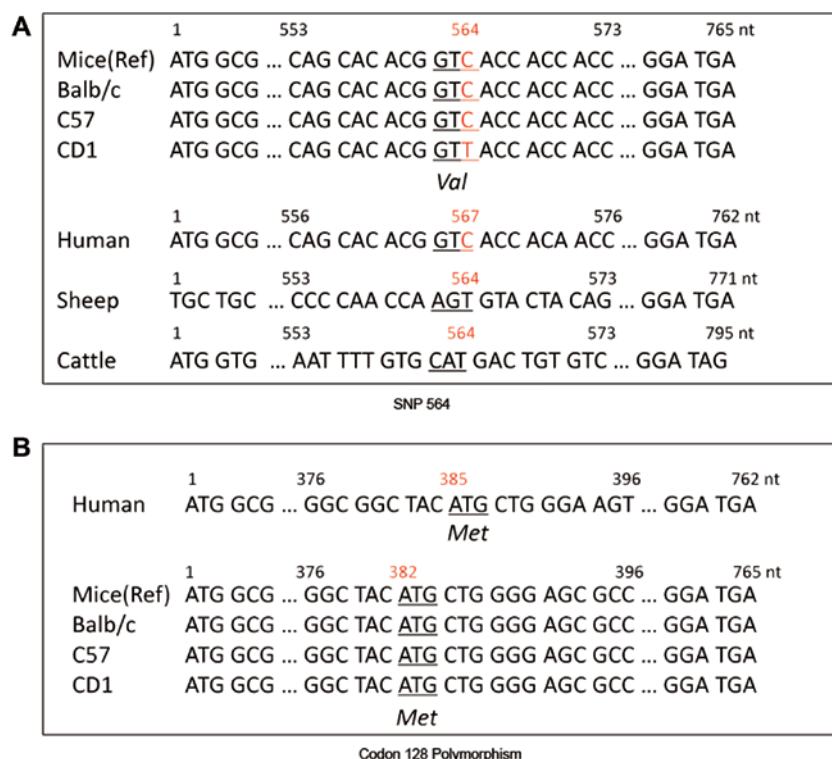 A
1 553 564 573 765 nt
Mice(Ref) ATG GCG ... CAG CAC ACG GTC ACC ACC ACC ... GGA TGA
Balb/c ATG GCG ... CAG CAC ACG GTC ACC ACC ACC ... GGA TGA
C57 ATG GCG ... CAG CAC ACG GTC ACC ACC ACC ... GGA TGA
CD1 ATG GCG ... CAG CAC ACG GTT ACC ACC ACC ... GGA TGA
Val
1 556 567 576 762 nt
Human ATG GCG ... CAG CAC ACG GTC ACC ACA ACC ... GGA TGA
1 553 564 573 771 nt
Sheep TGC TGC ... CCC CAA CCA AGT GTA CTA CAG ... GGA TGA
1 553 564 573 795 nt
Cattle ATG GTG ... AAT TTT GTG CAT GAC TGT GTC ... GGA TAG
SNP 564
B
1 376 385 396 762 nt
Human ATG GCG ... GGC GGC TAC ATG CTG GGA AGT ... GGA TGA
Met
1 376 382 396 765 nt
Mice(Ref) ATG GCG ... GGC TAC ATG CTG GGG AGC GCC ... GGA TGA
Balb/c ATG GCG ... GGC TAC ATG CTG GGG AGC GCC ... GGA TGA
C57 ATG GCG ... GGC TAC ATG CTG GGG AGC GCC ... GGA TGA
CD1 ATG GCG ... GGC TAC ATG CTG GGG AGC GCC ... GGA TGA
Met
Codon 128 Polymorphism